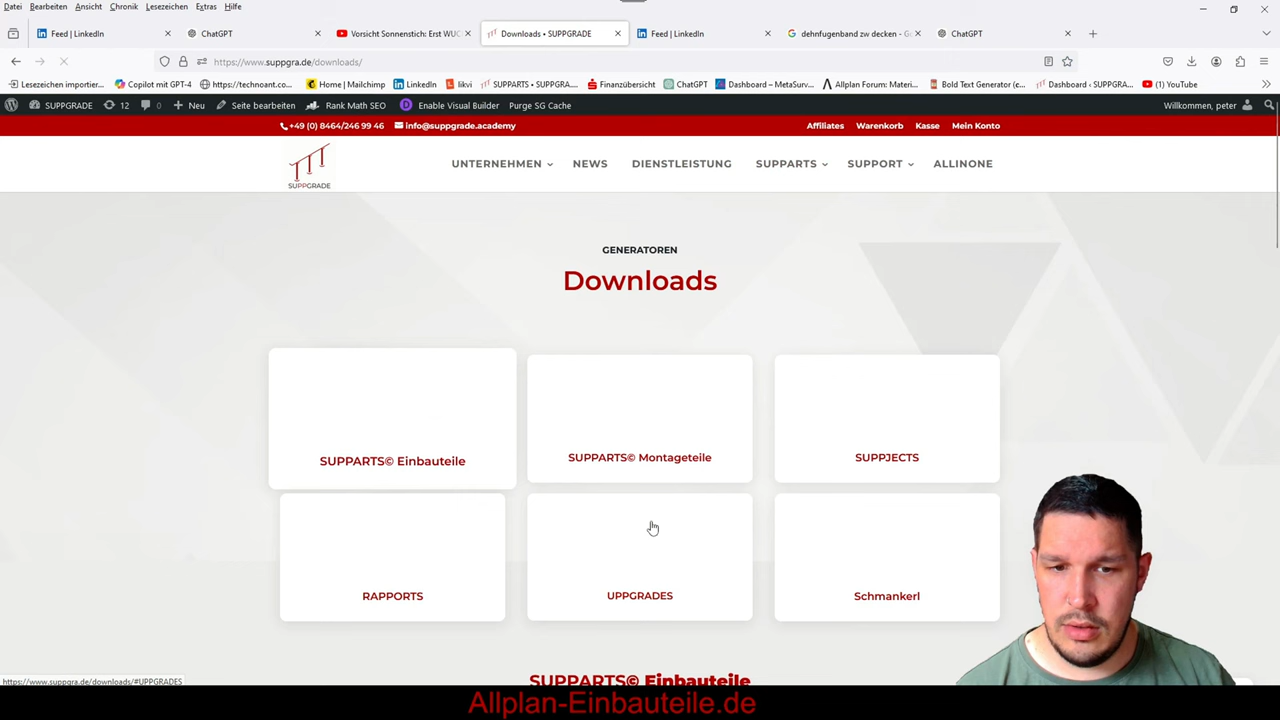 Datei Bearbeiten Ansicht Chronik Lesezeichen Extras Hilfe
Feed | LinkedIn ChatGPT Vorsicht Sonnenstich: Erst WUC Downloads • SUPPGRADE Feed | LinkedIn dehnfugenband zw decken - Go ChatGPT
https://www.suppgra.de/downloads/
Lesezeichen importier... Copilot mit GPT-4 https://technoant.co... Home | Mailchimp LinkedIn likvi SUPPARTS • SUPPGRA... Finanzübersicht ChatGPT Dashboard – MetaSurv... Allplan Forum: Materi... Bold Text Generator (e... Dashboard ‹ SUPPGRA... (1) YouTube
SUPPGRADE 12 0 Neu Seite bearbeiten Rank Math SEO Enable Visual Builder Purge SG Cache Willkommen, peter
+49 (0) 8464/246 99 46 info@suppgrade.academy Affiliates Warenkorb Kasse Mein Konto
SUPPGRADE
UNTERNEHMEN NEWS DIENSTLEISTUNG SUPPARTS SUPPORT ALLINONE
GENERATOREN
Downloads
SUPPARTS© Einbauteile
SUPPARTS© Montageteile
SUPPJECTS
RAPPORTS
UPPGRADES
Schmankerl
https://www.suppgra.de/downloads/#UPPGRADES
SUPPARTS© Einbauteile
Allplan-Einbauteile.de